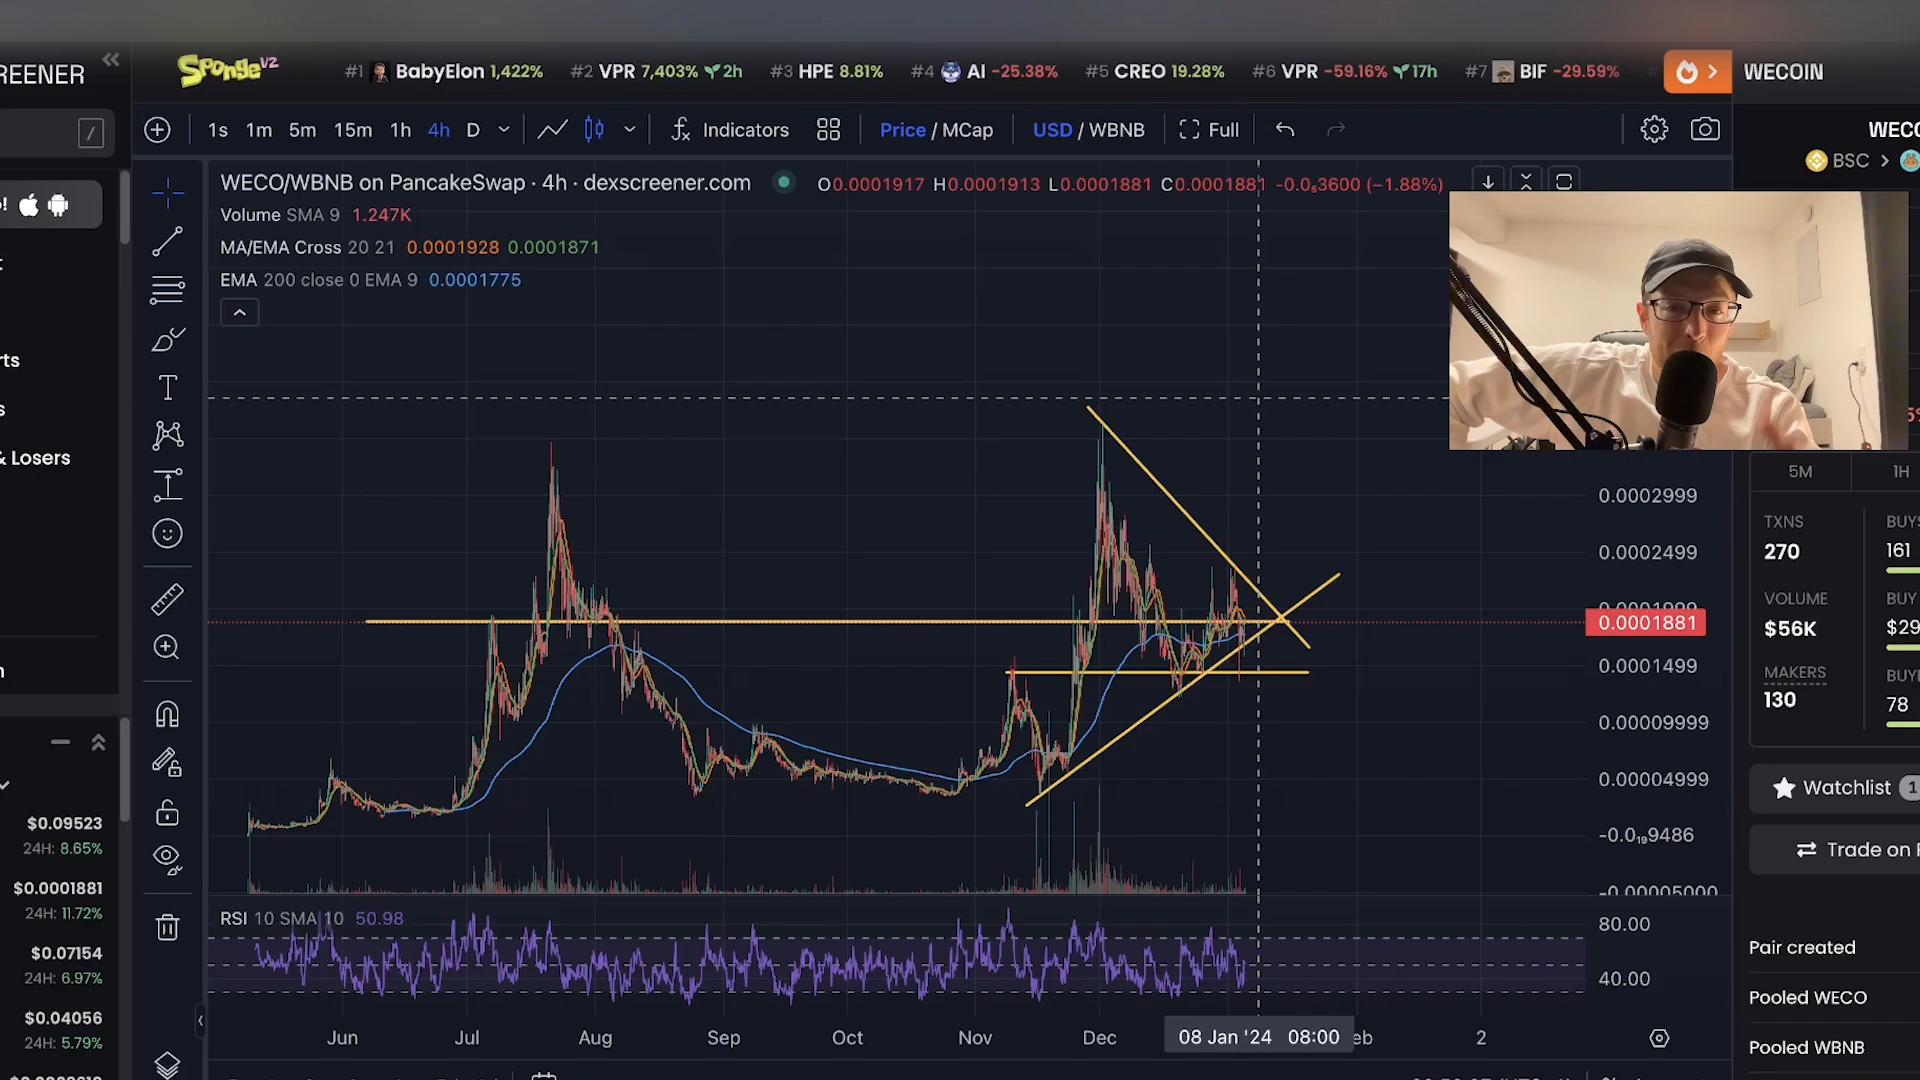 REENER
Sponge V2
#1 BabyElon 1,422%
#2 VPR 7,403% 2h
#3 HPE 8.81%
#4 AI -25.38%
#5 CREO 19.28%
#6 VPR -59.16% 17h
#7 BIF -29.59%
WECOIN
/
1s 1m 5m 15m 1h 4h D
Indicators
Price / MCap
USD / WBNB
Full
WECO
BSC >
WECO/WBNB on PancakeSwap · 4h · dexscreener.com
O0.0001917 H0.0001913 L0.0001881 C0.0001881 -0.0₅3600 (−1.88%)
Volume SMA 9 1.247K
MA/EMA Cross 20 21 0.0001928 0.0001871
EMA 200 close 0 EMA 9 0.0001775
!
rts
s
& Losers
n
0.0002999
0.0002499
0.0001999
0.0001881
0.0001499
0.00009999
0.00004999
-0.0₁₉9486
-0.00005000
RSI 10 SMA 10 50.98
80.00
40.00
Jun
Jul
Aug
Sep
Oct
Nov
Dec
08 Jan '24 08:00
eb
2
$0.09523
24H: 8.65%
$0.0001881
24H: 11.72%
$0.07154
24H: 6.97%
$0.04056
24H: 5.79%
5M
1H
TXNS
270
BUYS
161
VOLUME
$56K
BUY
$29
MAKERS
130
BUYE
78
Watchlist 1
Trade on P
Pair created
Pooled WECO
Pooled WBNB